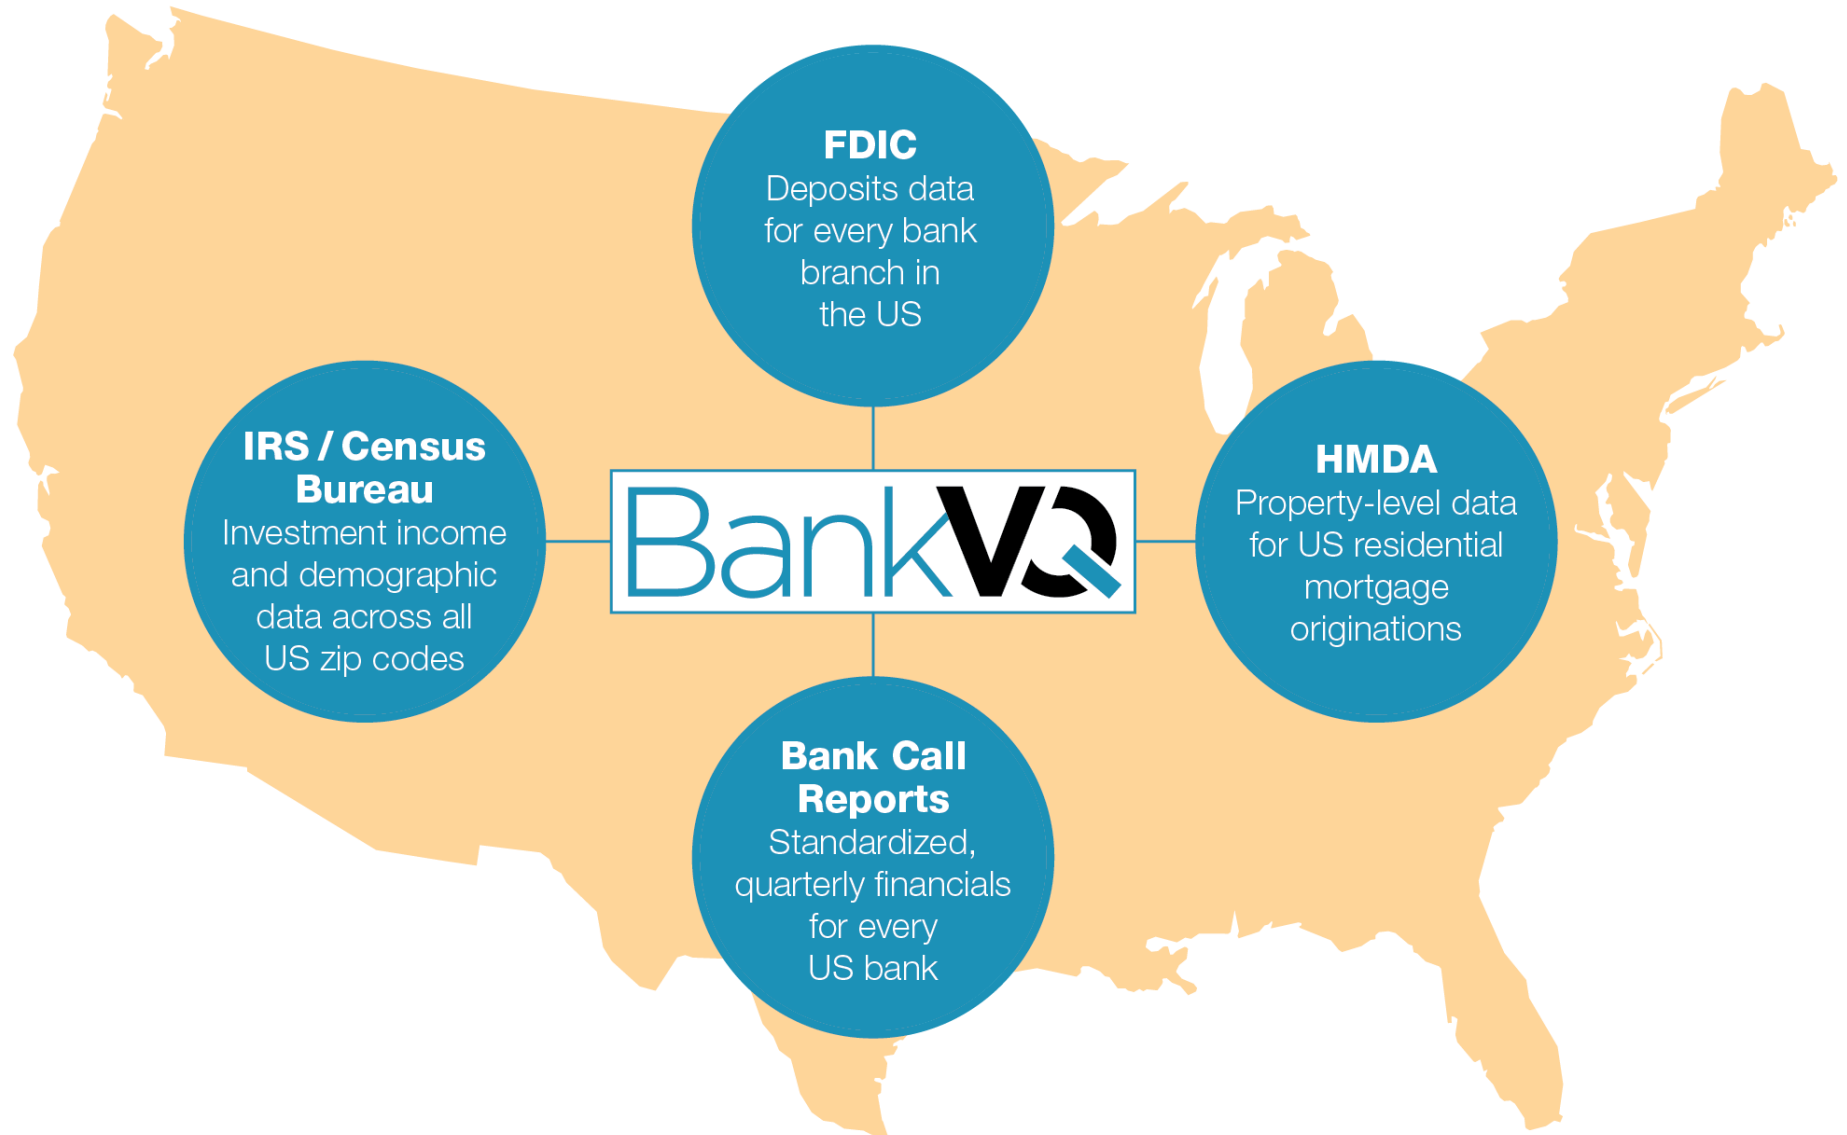 FDIC
Deposits data
for every bank
branch in
the US
IRS / Census
Bureau
Investment income
and demographic
data across all
US zip codes
BankVQ
HMDA
Property-level data
for US residential
mortgage
originations
Bank Call
Reports
Standardized,
quarterly financials
for every
US bank